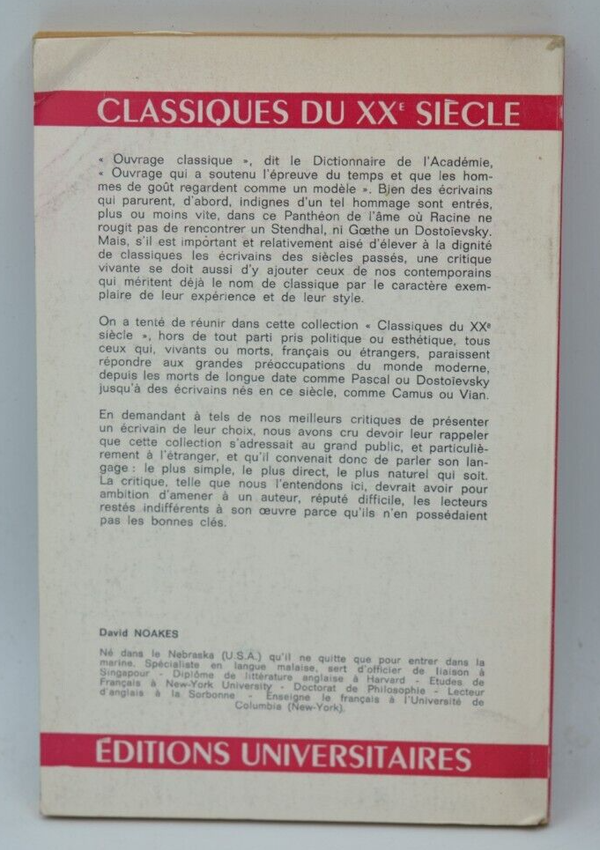 CLASSIQUES DU XXE SIÈCLE
« Ouvrage classique », dit le Dictionnaire de l'Académie,
« Ouvrage qui a soutenu l'épreuve du temps et que les hom-
mes de goût regardent comme un modèle ». Bien des écrivains
qui parurent, d'abord, indignes d'un tel hommage sont entrés,
plus ou moins vite, dans ce Panthéon de l'âme où Racine ne
rougit pas de rencontrer un Stendhal, ni Gœthe un Dostoïevsky.
Mais, s'il est important et relativement aisé d'élever à la dignité
de classiques les écrivains des siècles passés, une critique
vivante se doit aussi d'y ajouter ceux de nos contemporains
qui méritent déjà le nom de classique par le caractère exem-
plaire de leur expérience et de leur style.
On a tenté de réunir dans cette collection « Classiques du XXe
siècle », hors de tout parti pris politique ou esthétique, tous
ceux qui, vivants ou morts, français ou étrangers, paraissent
répondre aux grandes préoccupations du monde moderne,
depuis les morts de longue date comme Pascal ou Dostoïevsky
jusqu'à des écrivains nés en ce siècle, comme Camus ou Vian.
En demandant à tels de nos meilleurs critiques de présenter
un écrivain de leur choix, nous avons cru devoir leur rappeler
que cette collection s'adressait au grand public, et particuliè-
rement à l'étranger, et qu'il convenait donc de parler son lan-
gage : le plus simple, le plus direct, le plus naturel qui soit.
La critique, telle que nous l'entendons ici, devrait avoir pour
ambition d'amener à un auteur, réputé difficile, les lecteurs
restés indifférents à son œuvre parce qu'ils n'en possédaient
pas les bonnes clés.
David NOAKES
Né dans le Nebraska (U.S.A.) qu'il ne quitte que pour entrer dans la
marine. Spécialiste en langue malaise, sert d'officier de liaison à
Singapour - Diplôme de littérature anglaise à Harvard - Etudes de
Français à New-York University - Doctorat de Philosophie - Lecteur
d'anglais à la Sorbonne - Enseigne le français à l'Université de
Columbia (New-York).
ÉDITIONS UNIVERSITAIRES